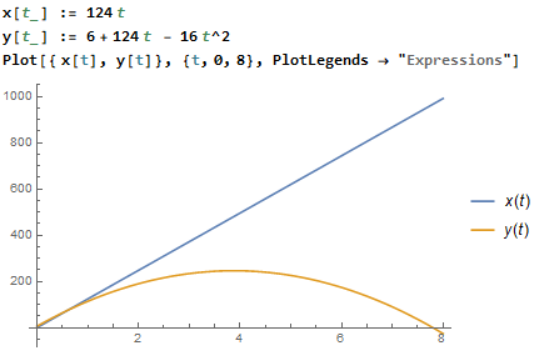 x[t_] := 124 t
y[t_] := 6 + 124 t - 16 t^2
Plot[{x[t], y[t]}, {t, 0, 8}, PlotLegends → "Expressions"]
1000
800
600
400
200
2 4 6 8
x(t)
y(t)